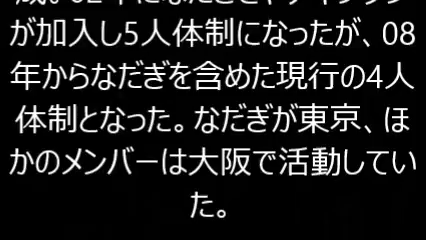 が加入し5人体制になったが、08
年からなだぎを含めた現行の4人
体制となった。なだぎが東京、ほ
かのメンバーは大阪で活動してい
た。